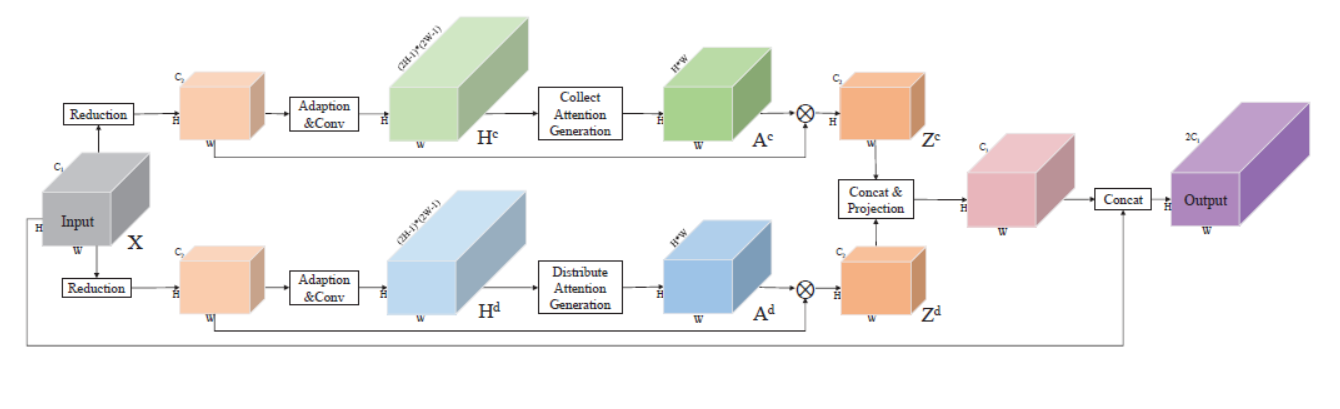 (2H-1)*(2W-1)
H*W
C₂
C₂
Reduction
H
W
Adaption
&Conv
H
W
Hᶜ
Collect
Attention
Generation
H
W
Aᶜ
H
W
Zᶜ
C₁
Input
H
W
X
Concat &
Projection
C₁
H
W
Concat
2C₁
Output
H
W
(2H-1)*(2W-1)
H*W
C₂
C₂
Reduction
H
W
Adaption
&Conv
H
W
Hᵈ
Distribute
Attention
Generation
H
W
Aᵈ
H
W
Zᵈ